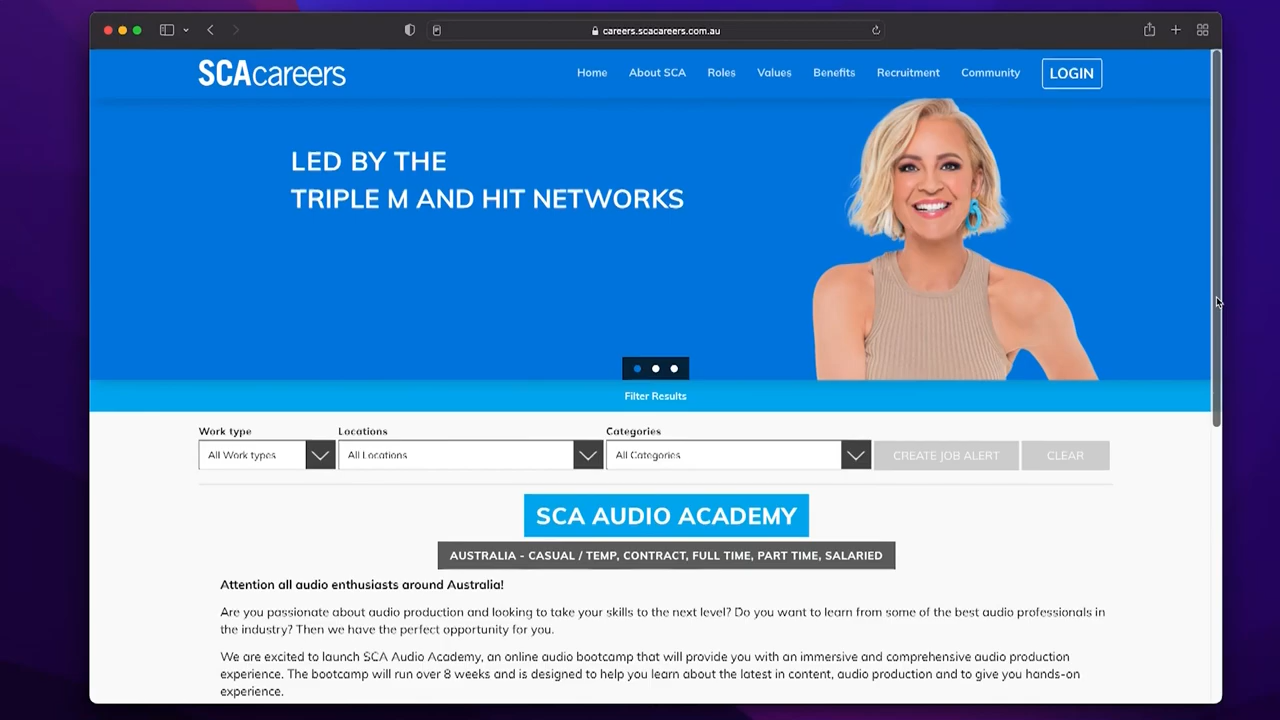 careers.scacareers.com.au
SCAcareers
Home About SCA Roles Values Benefits Recruitment Community LOGIN
LED BY THE
TRIPLE M AND HIT NETWORKS
Filter Results
Work type Locations Categories
All Work types All Locations All Categories CREATE JOB ALERT CLEAR
SCA AUDIO ACADEMY
AUSTRALIA - CASUAL / TEMP, CONTRACT, FULL TIME, PART TIME, SALARIED
Attention all audio enthusiasts around Australia!
Are you passionate about audio production and looking to take your skills to the next level? Do you want to learn from some of the best audio professionals in
the industry? Then we have the perfect opportunity for you.
We are excited to launch SCA Audio Academy, an online audio bootcamp that will provide you with an immersive and comprehensive audio production
experience. The bootcamp will run over 8 weeks and is designed to help you learn about the latest in content, audio production and to give you hands-on
experience.